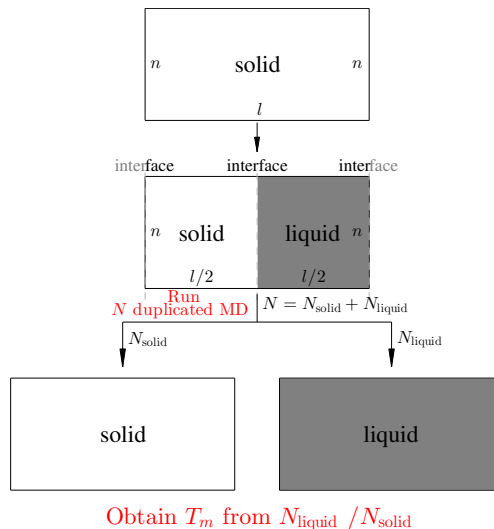 n solid n
l
interface interface interface
n solid liquid n
l/2 l/2
Run
N duplicated MD N = N_solid + N_liquid
N_solid N_liquid
solid liquid
Obtain T_m from N_liquid /N_solid